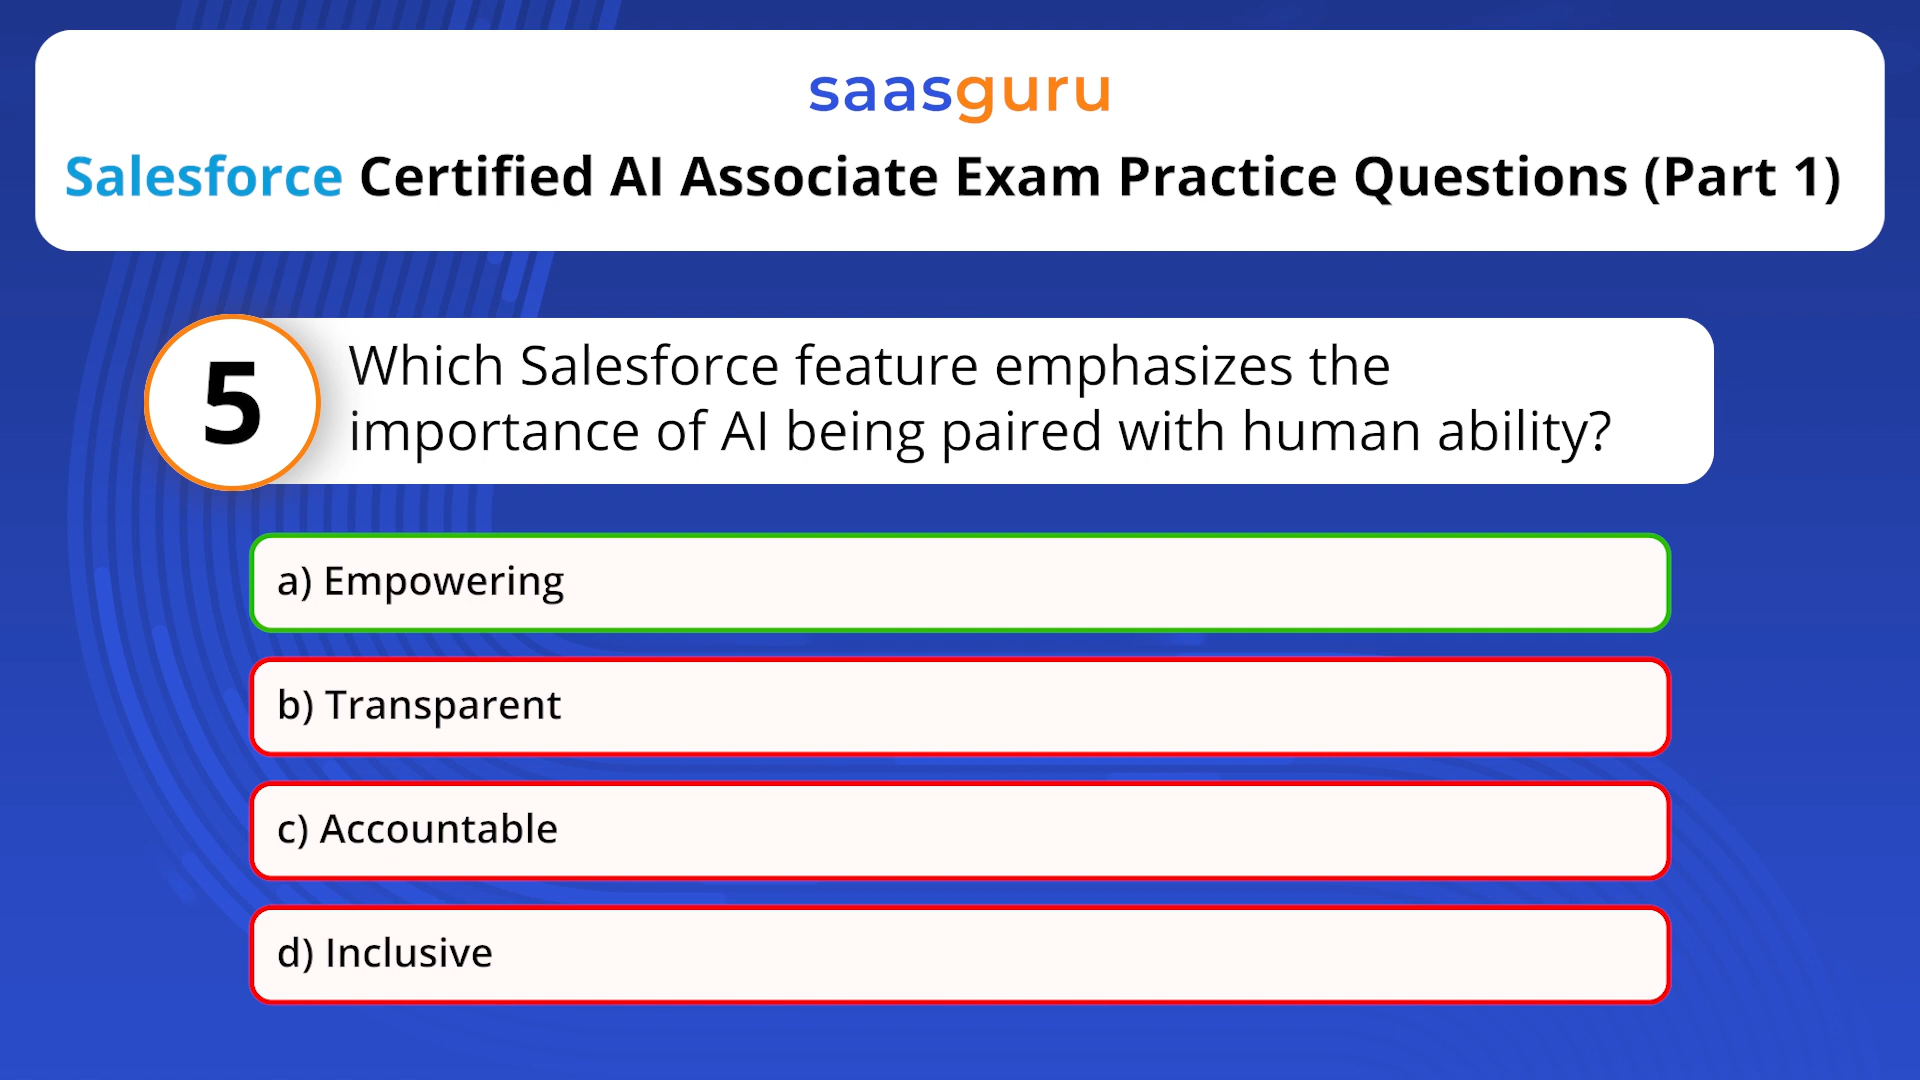 saasguru
Salesforce Certified AI Associate Exam Practice Questions (Part 1)
5
Which Salesforce feature emphasizes the
importance of AI being paired with human ability?
a) Empowering
b) Transparent
c) Accountable
d) Inclusive